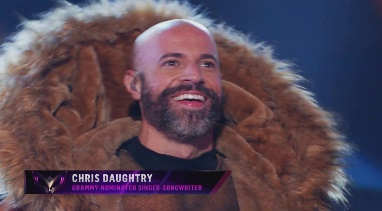 CHRIS DAUGHTRY
GRAMMY-NOMINATED SINGER-SONGWRITER